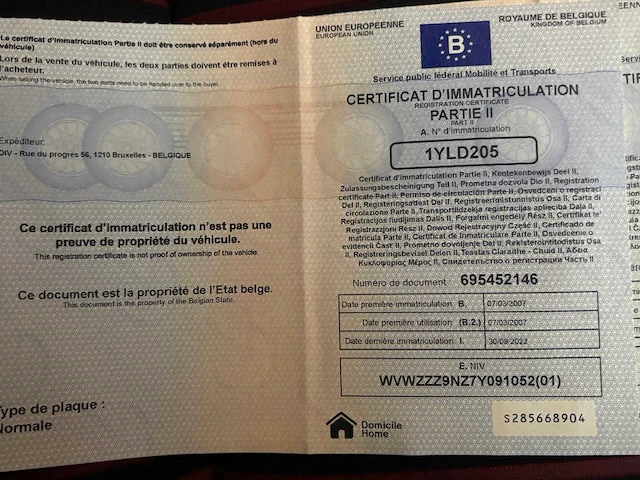 Le certificat d'Immatriculation Partie II doit être conservé séparément (hors du
véhicule)
Lors de la vente du véhicule, les deux parties doivent être remises à
l'acheteur.
When selling the vehicle, the two parts need to be handed over to the buyer
Expéditeur:
DIV - Rue du progrès 56, 1210 Bruxelles - BELGIQUE
Ce certificat d'immatriculation n'est pas une
preuve de propriété du véhicule.
This registration certificate is not proof of ownership of the vehicle.
Ce document est la propriété de l'Etat belge.
This document is the property of the Belgian State.
Type de plaque :
Normale
UNION EUROPEENNE
EUROPEAN UNION
B
ROYAUME DE BELGIQUE
KINGDOM OF BELGIUM
Service public fédéral Mobilité et Transports
CERTIFICAT D'IMMATRICULATION
REGISTRATION CERTIFICATE
PARTIE II
PART II
A. N° d'immatriculation
1YLD205
Certificat d'immatriculation Partie II, Kentekenbewijs Deel II,
Zulassungsbescheinigung Teil II, Prometna dozvola Dio II, Registration
certificate Part II, Permiso de circulación Parte II, Osvedcení o registraci
Del II, Registreringsattest Del II, Registreerimistunnistus Osa II, Carta di
circolazione Parte II, Transportlīdzekļa reģistrācijas apliecība Daļa II,
Registracijos liudijimas Dalis II, Forgalmi engedély Rész II, Certifikat ta'
Registrazzjoni Rész II, Dowod Rejestracyjny Część II, Certificado de
matrícula Parte II, Certificat de înmatriculare Parte II, Osvedčenie o
evidencii Časť II, Prometno dovoljenje Del II, Rekisteröintitodistus Osa
II, Registreringsbeviset Delen II, Teastas Cláraithe - Chuid II, Άδεια
Κυκλοφορίας Μέρος II, Свидетелство о регистрации Часть II
Numéro de document : 695452146
Date première immatriculation B. 07/03/2007
Date première utilisation (B.2.) 07/03/2007
Date dernière immatriculation I. 30/09/2022
E. NIV
WVWZZZ9NZ7Y091052(01)
Domicile
Home
S285668904